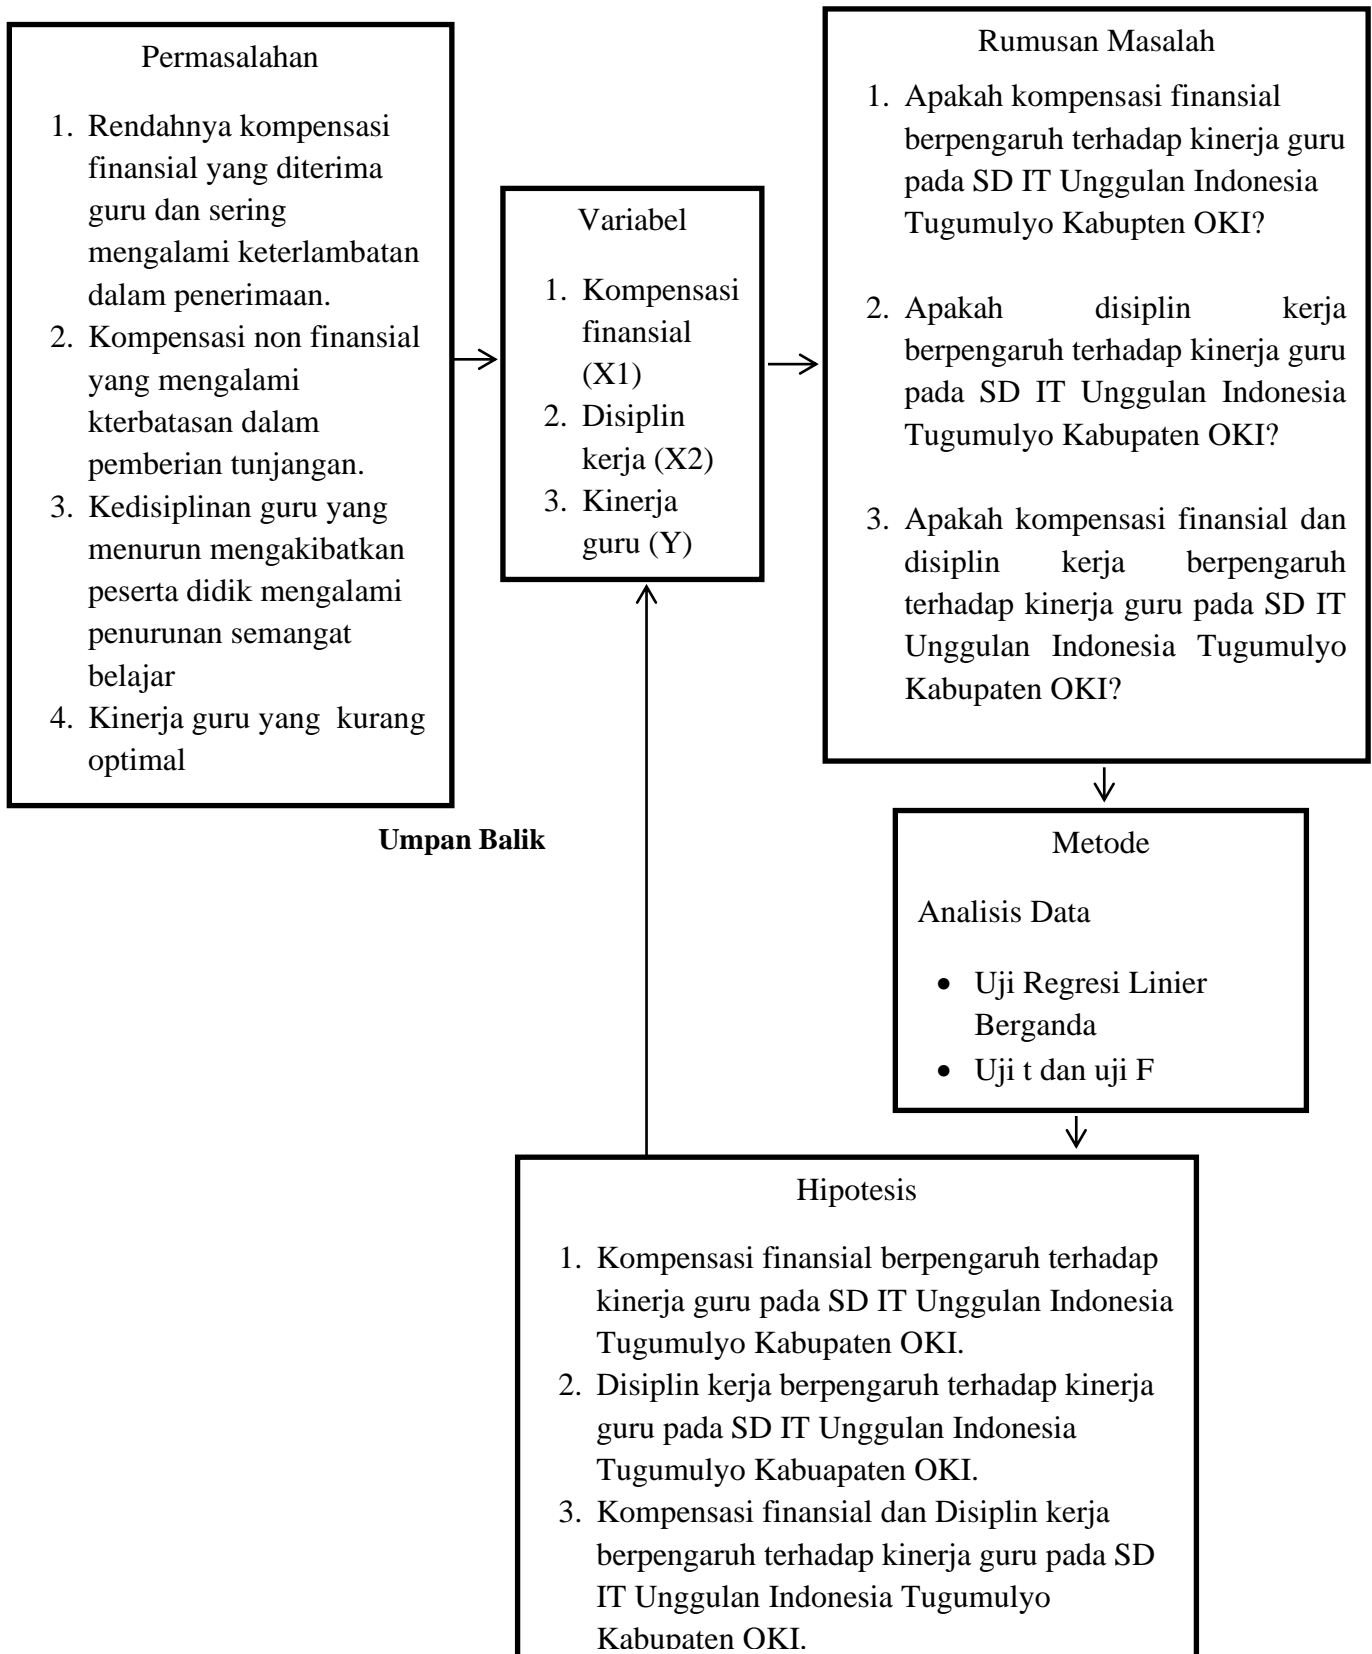 Permasalahan
1. Rendahnya kompensasi
finansial yang diterima
guru dan sering
mengalami keterlambatan
dalam penerimaan.
2. Kompensasi non finansial
yang mengalami
kterbatasan dalam
pemberian tunjangan.
3. Kedisiplinan guru yang
menurun mengakibatkan
peserta didik mengalami
penurunan semangat
belajar
4. Kinerja guru yang kurang
optimal
Variabel
1. Kompensasi
finansial
(X1)
2. Disiplin
kerja (X2)
3. Kinerja
guru (Y)
Rumusan Masalah
1. Apakah kompensasi finansial
berpengaruh terhadap kinerja guru
pada SD IT Unggulan Indonesia
Tugumulyo Kabupten OKI?
2. Apakah disiplin kerja
berpengaruh terhadap kinerja guru
pada SD IT Unggulan Indonesia
Tugumulyo Kabupaten OKI?
3. Apakah kompensasi finansial dan
disiplin kerja berpengaruh
terhadap kinerja guru pada SD IT
Unggulan Indonesia Tugumulyo
Kabupaten OKI?
Umpan Balik
Metode
Analisis Data
• Uji Regresi Linier
Berganda
• Uji t dan uji F
Hipotesis
1. Kompensasi finansial berpengaruh terhadap
kinerja guru pada SD IT Unggulan Indonesia
Tugumulyo Kabupaten OKI.
2. Disiplin kerja berpengaruh terhadap kinerja
guru pada SD IT Unggulan Indonesia
Tugumulyo Kabuapaten OKI.
3. Kompensasi finansial dan Disiplin kerja
berpengaruh terhadap kinerja guru pada SD
IT Unggulan Indonesia Tugumulyo
Kabupaten OKI.